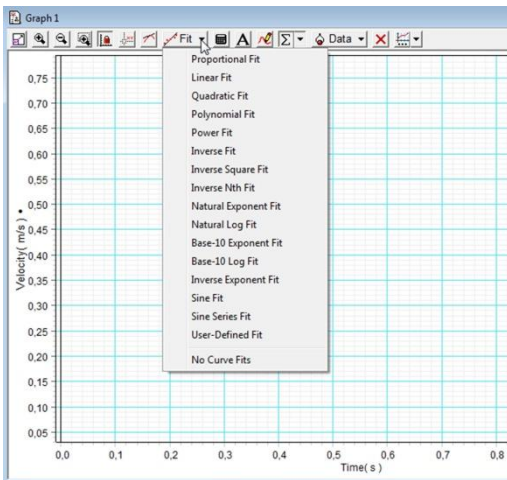 Graph 1
Fit A Σ Data
Proportional Fit
Linear Fit
Quadratic Fit
Polynomial Fit
Power Fit
Inverse Fit
Inverse Square Fit
Inverse Nth Fit
Natural Exponent Fit
Natural Log Fit
Base-10 Exponent Fit
Base-10 Log Fit
Inverse Exponent Fit
Sine Fit
Sine Series Fit
User-Defined Fit
No Curve Fits
Velocity( m/s ) •
0,75
0,70
0,65
0,60
0,55
0,50
0,45
0,40
0,35
0,30
0,25
0,20
0,15
0,10
0,05
0,0 0,1 0,2 0,3 0,4 0,5 0,6 0,7 0,8
Time( s )